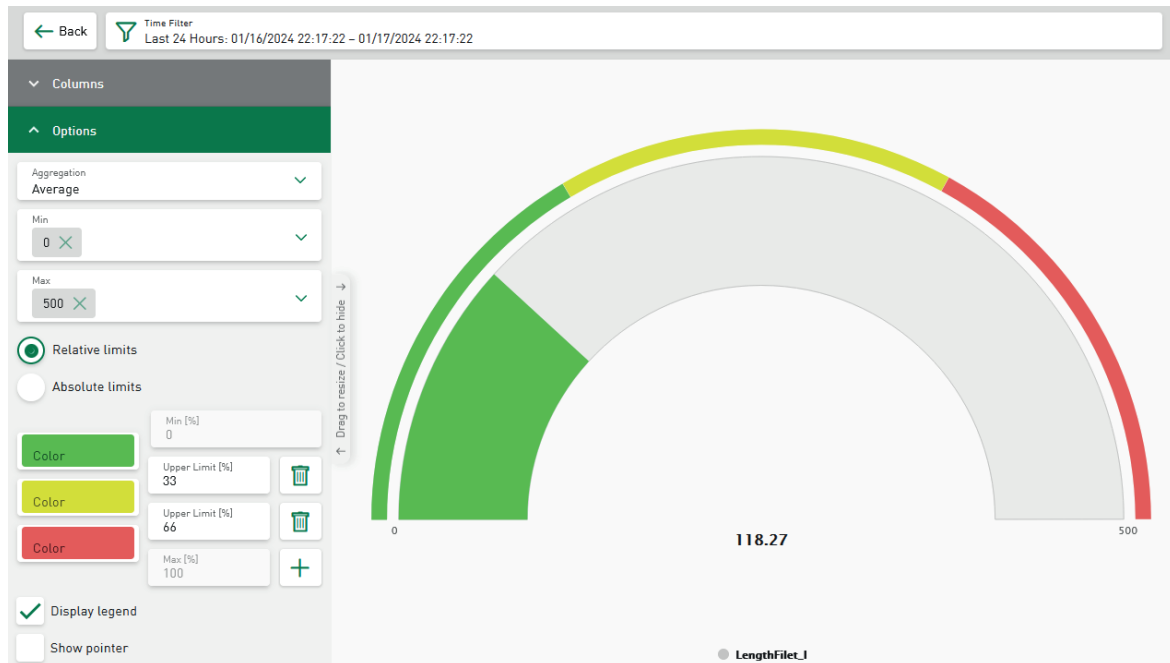 Back
Time Filter
Last 24 Hours: 01/16/2024 22:17:22 – 01/17/2024 22:17:22
Columns
Options
Aggregation
Average
Min
0
Max
500
Relative limits
Absolute limits
Color
Color
Color
Min [%]
0
Upper Limit [%]
33
Upper Limit [%]
66
Max [%]
100
Display legend
Show pointer
← Drag to resize / Click to hide →
0
118.27
500
LengthFilet_I